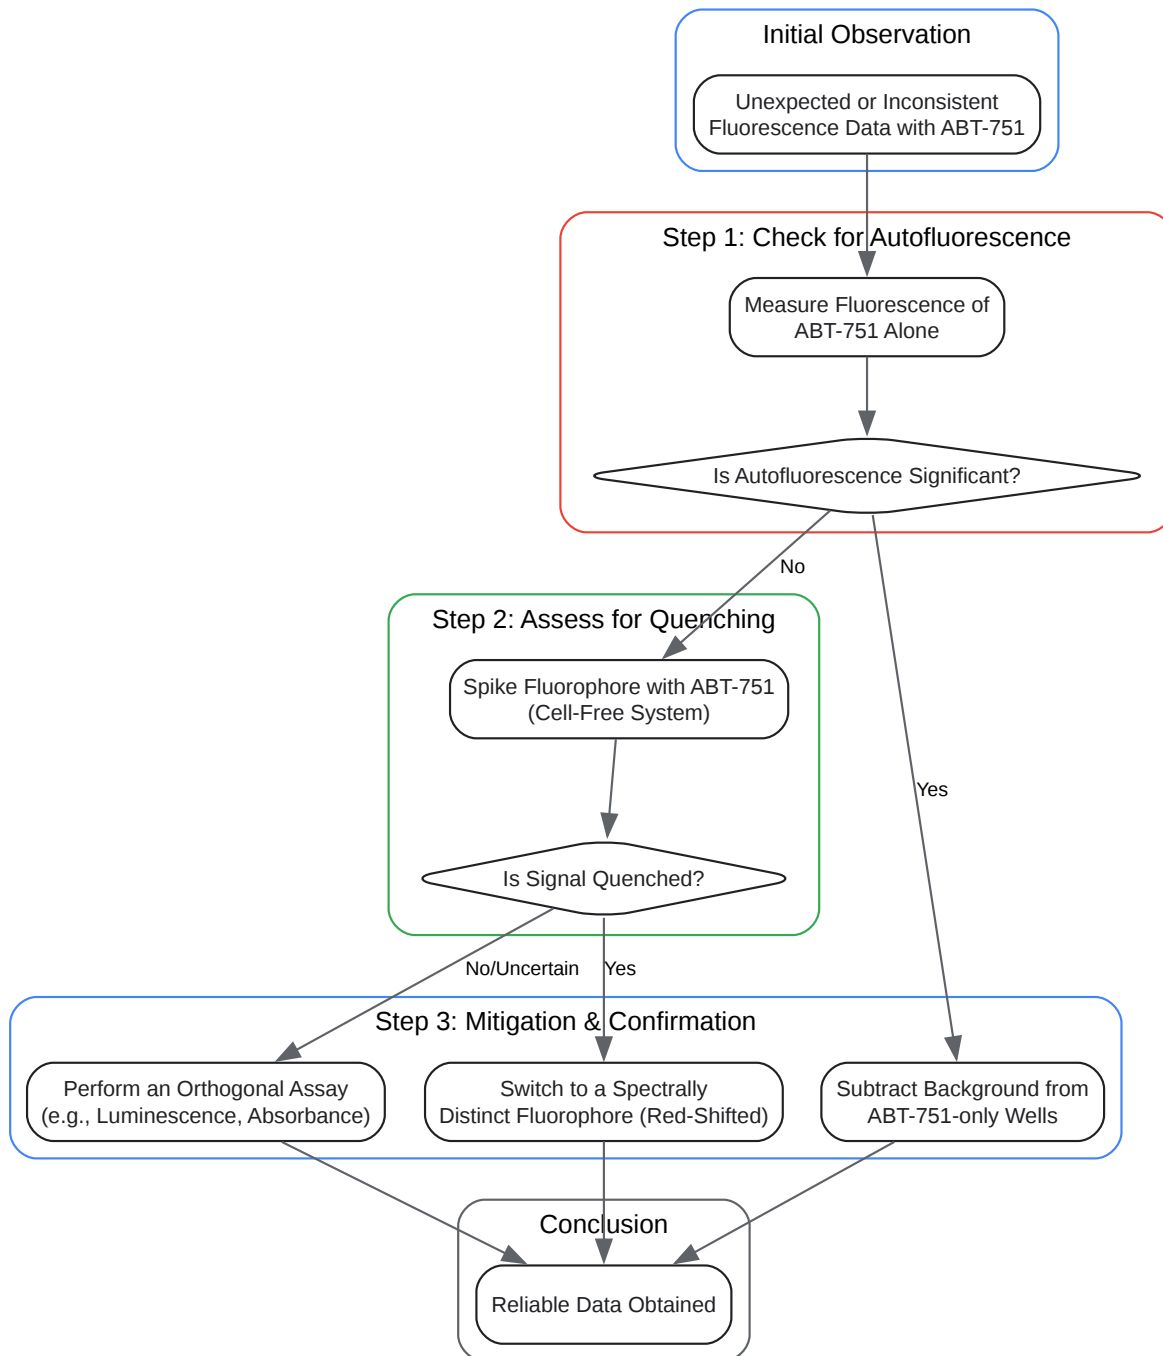 Initial Observation
Unexpected or Inconsistent
Fluorescence Data with ABT-751
Step 1: Check for Autofluorescence
Measure Fluorescence of
ABT-751 Alone
Is Autofluorescence Significant?
No
Step 2: Assess for Quenching
Spike Fluorophore with ABT-751
(Cell-Free System)
Yes
Is Signal Quenched?
No/Uncertain
Yes
Step 3: Mitigation & Confirmation
Perform an Orthogonal Assay
(e.g., Luminescence, Absorbance)
Switch to a Spectrally
Distinct Fluorophore (Red-Shifted)
Subtract Background from
ABT-751-only Wells
Conclusion
Reliable Data Obtained